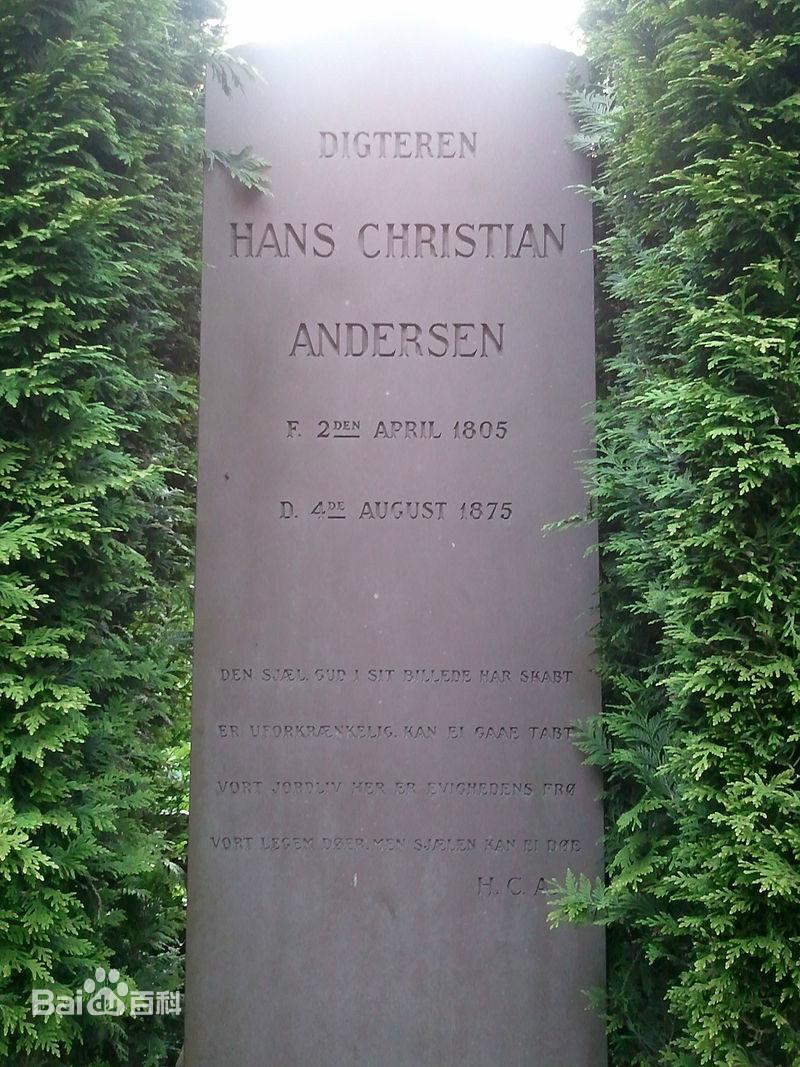 DIGTEREN
HANS CHRISTIAN
ANDERSEN
F. 2DEN APRIL 1805
D. 4DE AUGUST 1875
DEN SJÆL, GUD I SIT BILLEDE HAR SKABT
ER UFORKRÆNKELIG, KAN EI GAAE TABT
VORT JORDLIV HER ER EVIGHEDENS FRØ
VORT LEGEM DØER, MEN SJÆLEN KAN EI DØE
H. C. A.
Baidu百科